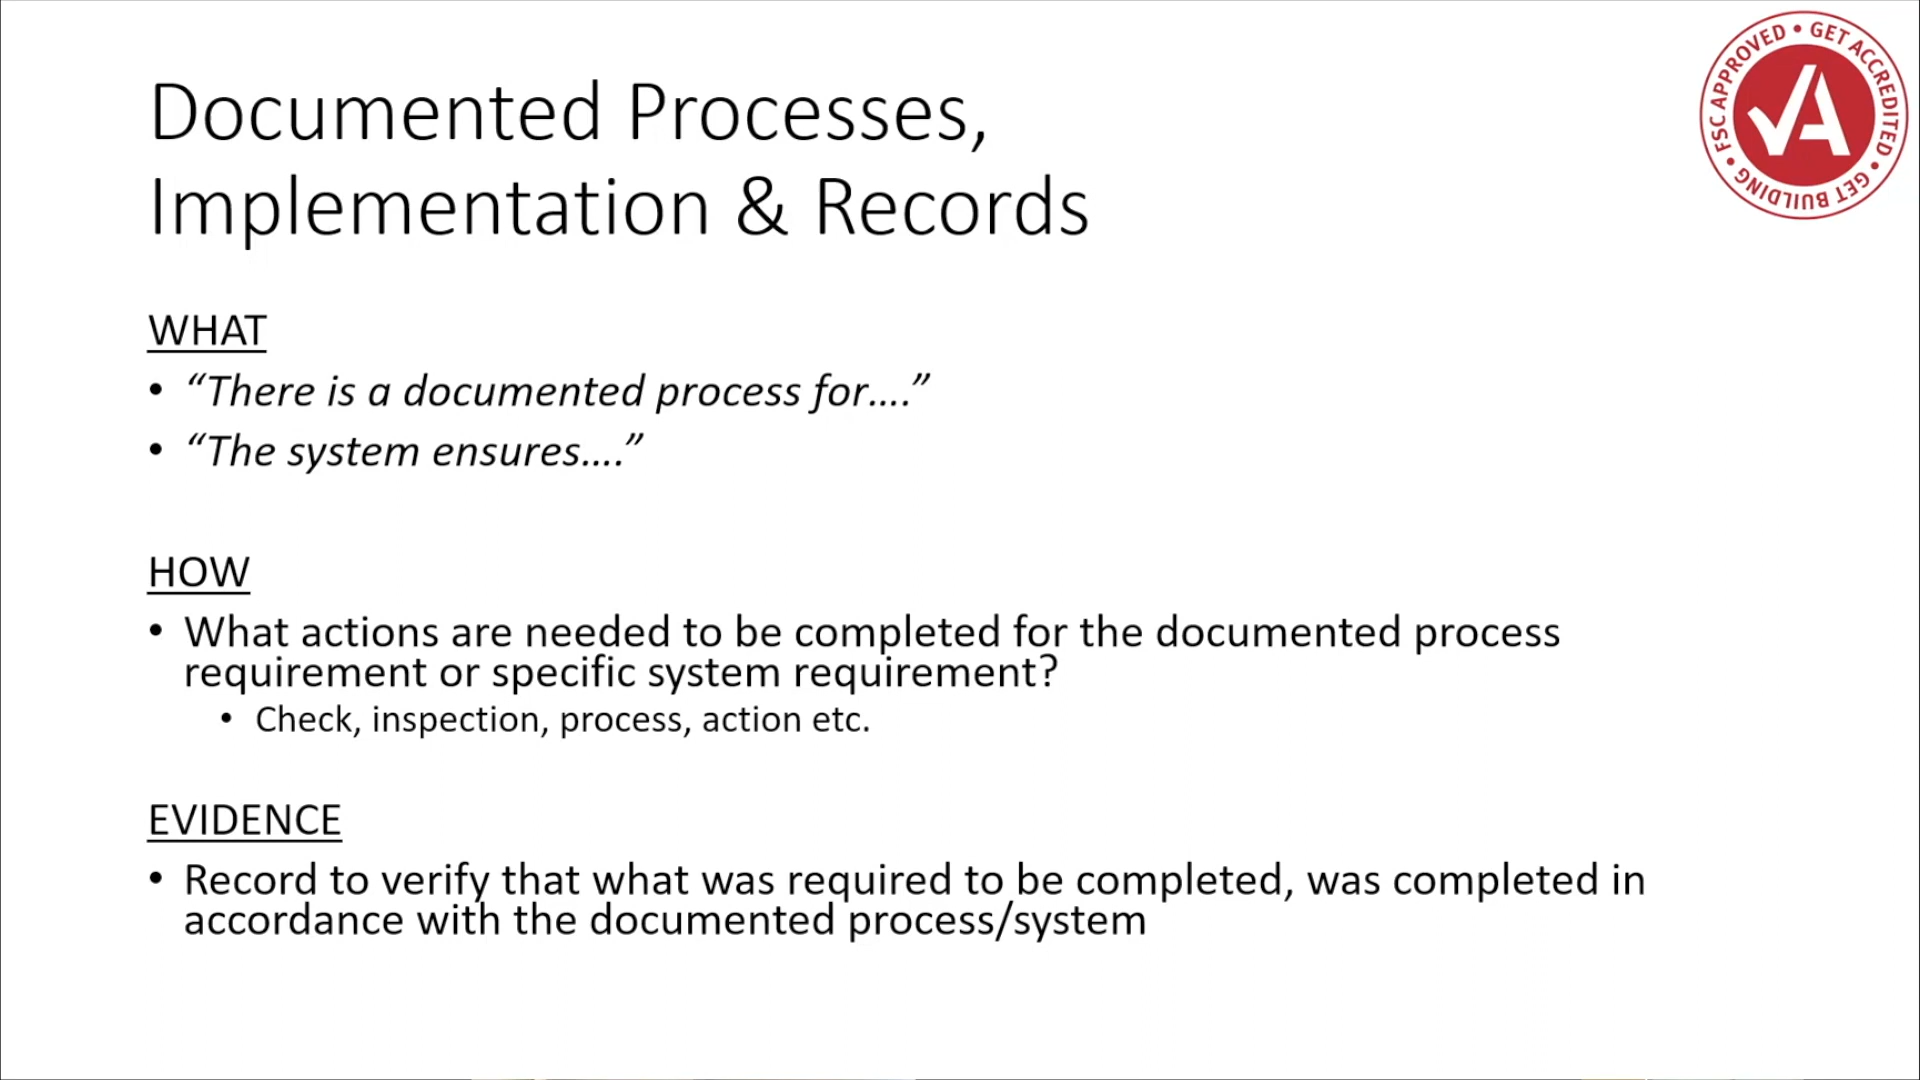 Documented Processes,
Implementation & Records
FSC APPROVED • GET ACCREDITED • GET BUILDING •
WHAT
• “There is a documented process for....”
• “The system ensures....”
HOW
• What actions are needed to be completed for the documented process
requirement or specific system requirement?
• Check, inspection, process, action etc.
EVIDENCE
• Record to verify that what was required to be completed, was completed in
accordance with the documented process/system